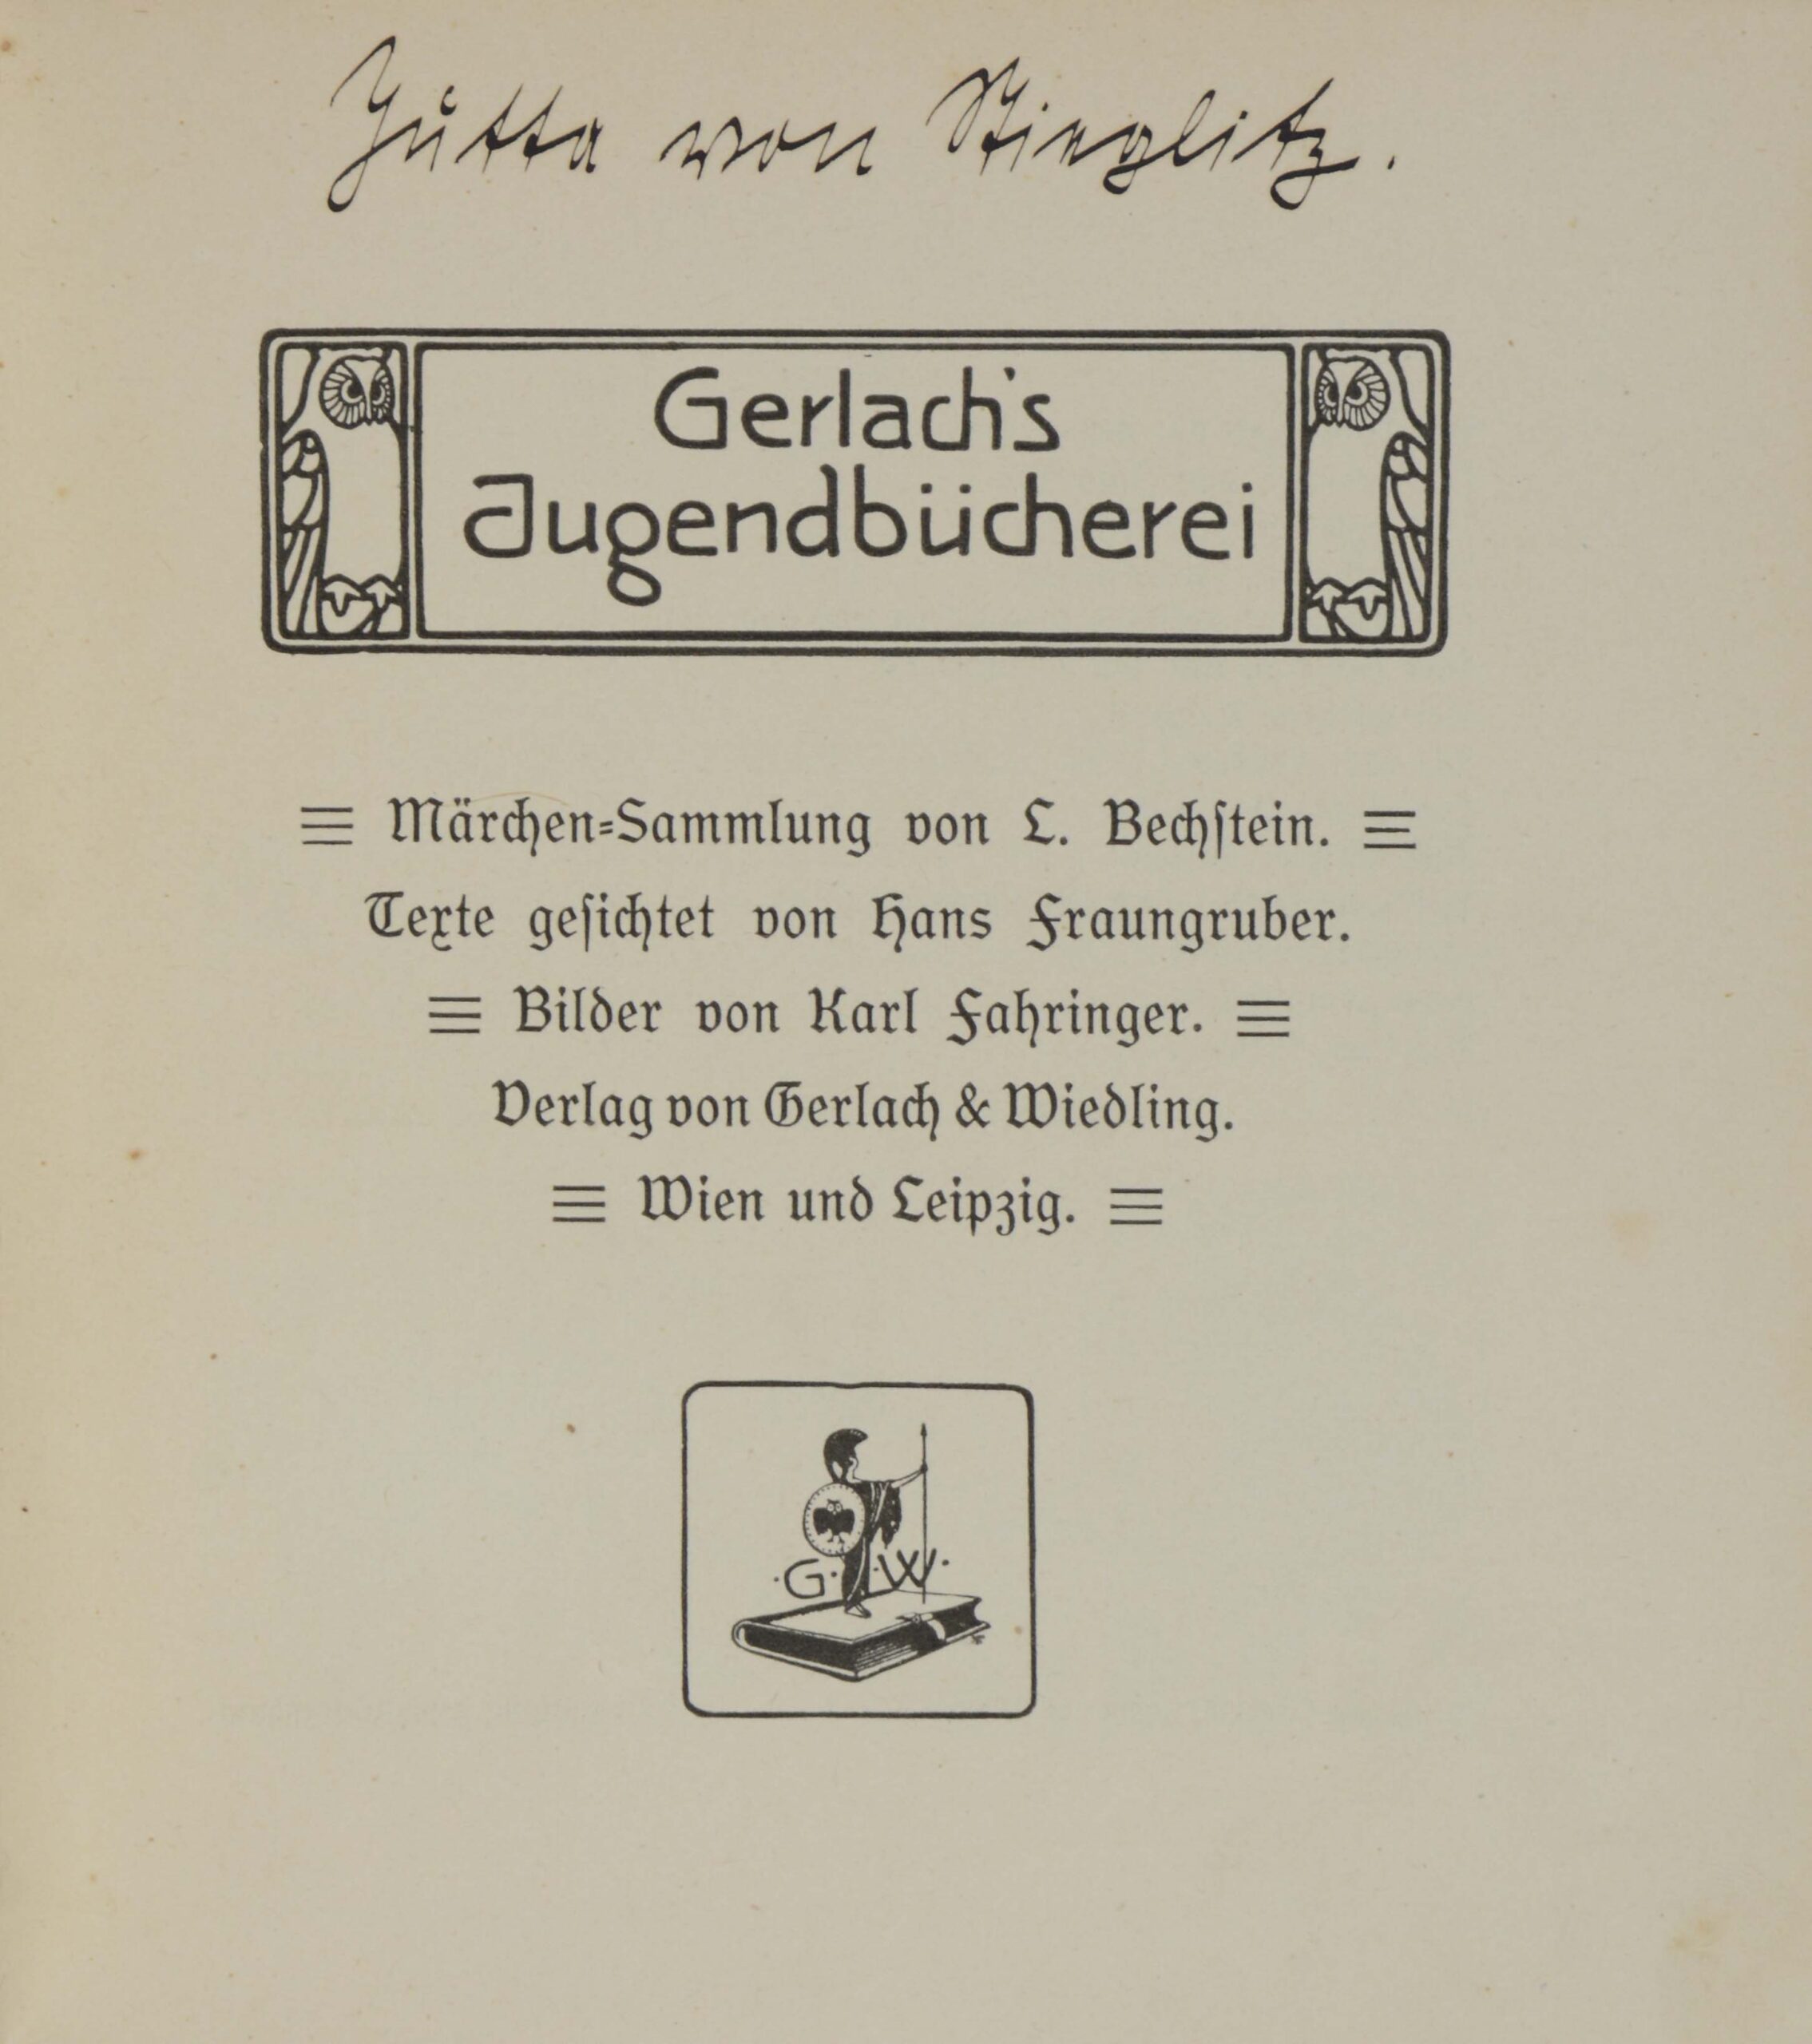 Jutta von Stieglitz.
Gerlach's
Jugendbücherei
Märchen=Sammlung von L. Bechſtein.
Texte geſichtet von Hans Fraungruber.
Bilder von Karl Fahringer.
Verlag von Gerlach & Wiedling.
Wien und Leipzig.
·G· ·W·